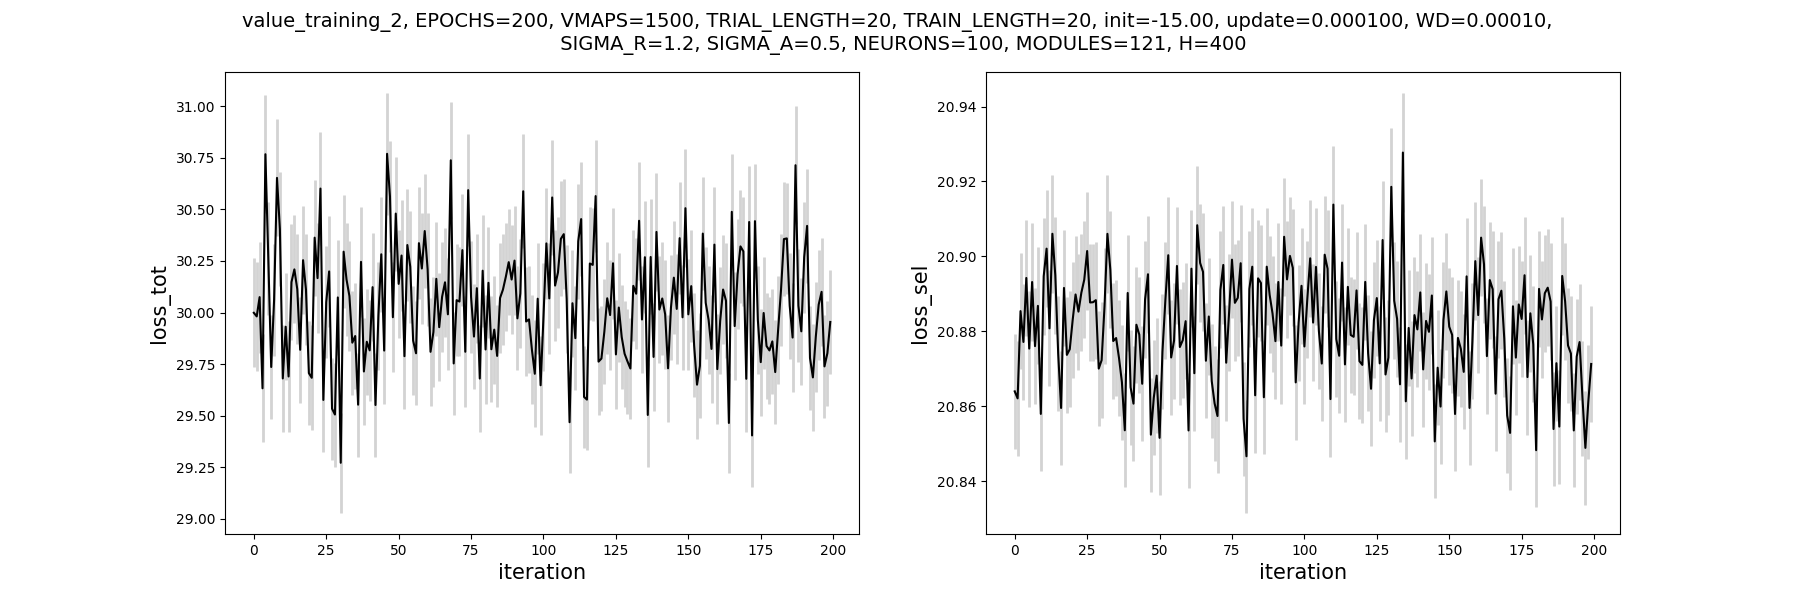 value_training_2, EPOCHS=200, VMAPS=1500, TRIAL_LENGTH=20, TRAIN_LENGTH=20, init=-15.00, update=0.000100, WD=0.00010,
SIGMA_R=1.2, SIGMA_A=0.5, NEURONS=100, MODULES=121, H=400
loss_tot
31.00
30.75
30.50
30.25
30.00
29.75
29.50
29.25
29.00
0 25 50 75 100 125 150 175 200
iteration
loss_sel
20.94
20.92
20.90
20.88
20.86
20.84
0 25 50 75 100 125 150 175 200
iteration